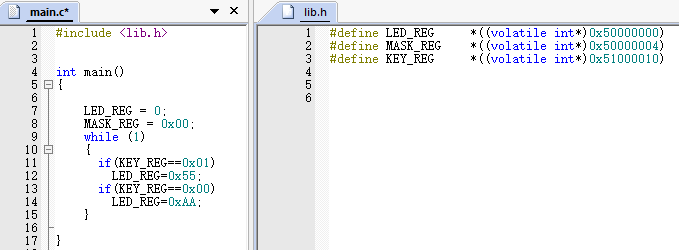 main.c*
1 #include <lib.h>
2
3
4 int main()
5 {
6
7 LED_REG = 0;
8 MASK_REG = 0x00;
9 while (1)
10 {
11 if(KEY_REG==0x01)
12 LED_REG=0x55;
13 if(KEY_REG==0x00)
14 LED_REG=0xAA;
15 }
16
17 }
lib.h
1 #define LED_REG *((volatile int*)0x50000000)
2 #define MASK_REG *((volatile int*)0x50000004)
3 #define KEY_REG *((volatile int*)0x51000010)
4
5
6